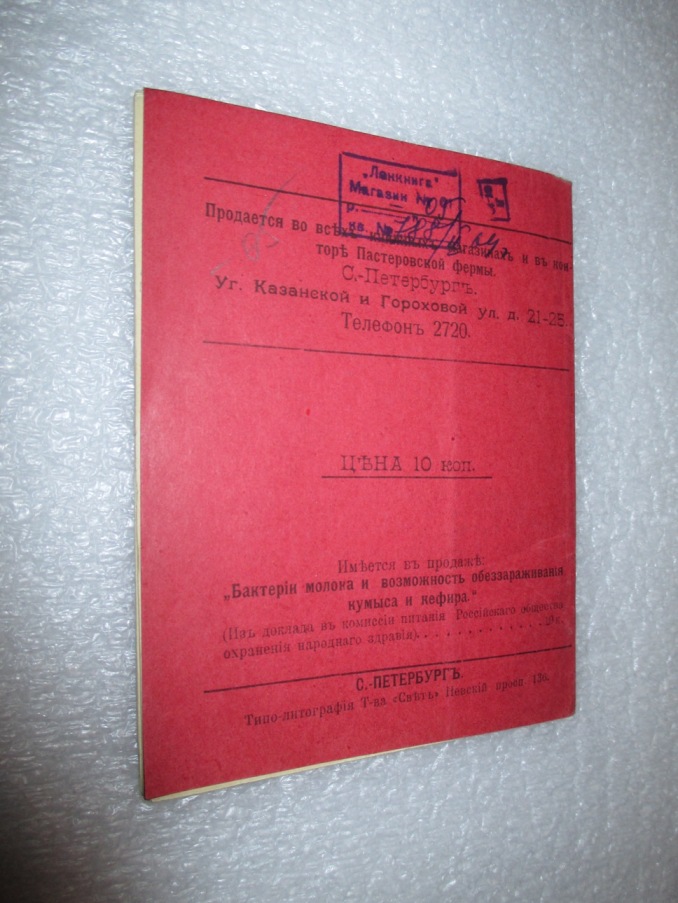 „Ленкнига"
Магазин №
р.
кв. №
Продается во всѣхъ книжныхъ магазинахъ и въ кон-
торѣ Пастеровской фермы.
С.-Петербургъ.
Уг. Казанской и Гороховой ул. д. 21-25.
Телефонъ 2720.
ЦѢНА 10 коп.
Имѣется въ продажѣ:
„Бактеріи молока и возможность обеззараживанія
кумыса и кефира."
(Изъ доклада въ комиссіи питанія Россійскаго общества
охраненія народнаго здравія).
С.-ПЕТЕРБУРГЪ.
Типо-литографія Т-ва «Свѣтъ» Невскій просп 136.